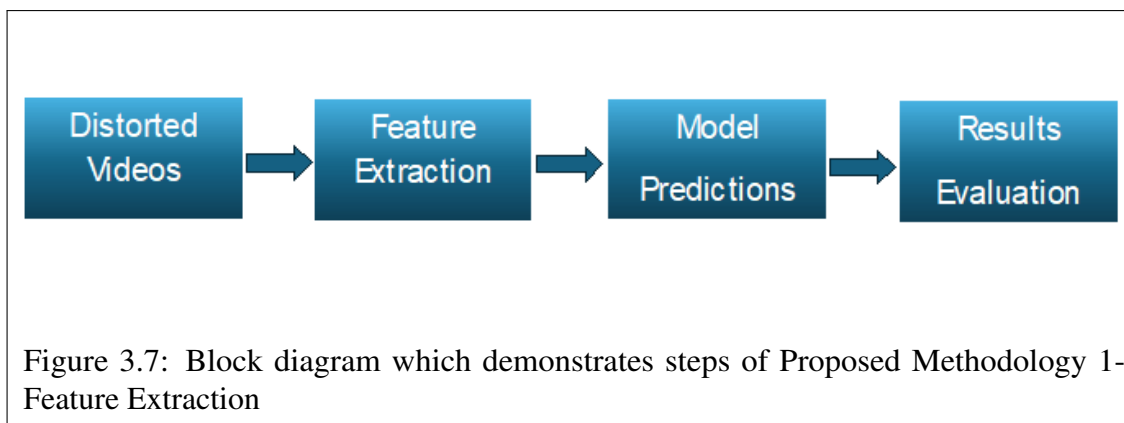 Distorted
Videos
Feature
Extraction
Model
Predictions
Results
Evaluation
Figure 3.7: Block diagram which demonstrates steps of Proposed Methodology 1-
Feature Extraction